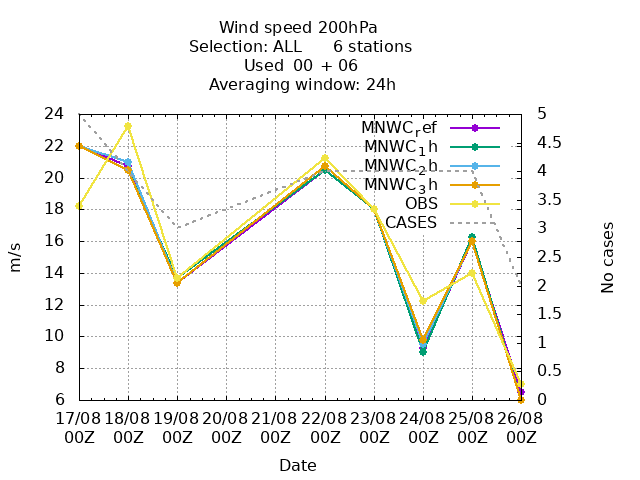 Wind speed 200hPa
Selection: ALL 6 stations
Used 00 + 06
Averaging window: 24h
24
22
20
18
16
14
12
10
8
6
m/s
5
4.5
4
3.5
3
2.5
2
1.5
1
0.5
0
No cases
MNWC_ref
MNWC_1h
MNWC_2h
MNWC_3h
OBS
CASES
17/08 18/08 19/08 20/08 21/08 22/08 23/08 24/08 25/08 26/08
00Z 00Z 00Z 00Z 00Z 00Z 00Z 00Z 00Z 00Z
Date